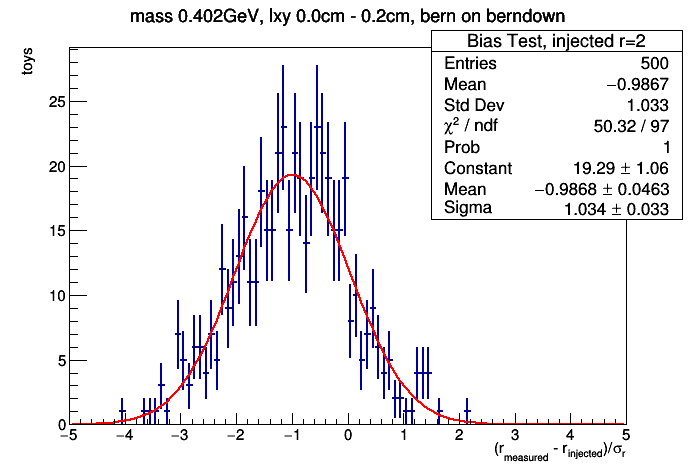 mass 0.402GeV, lxy 0.0cm - 0.2cm, bern on berndown
Bias Test, injected r=2
Entries 500
Mean −0.9867
Std Dev 1.033
χ² / ndf 50.32 / 97
Prob 1
Constant 19.29 ± 1.06
Mean −0.9868 ± 0.0463
Sigma 1.034 ± 0.033
toys
25
20
15
10
5
0
−5 −4 −3 −2 −1 0 1 2 3 4 5
(r_measured - r_injected)/σ_r